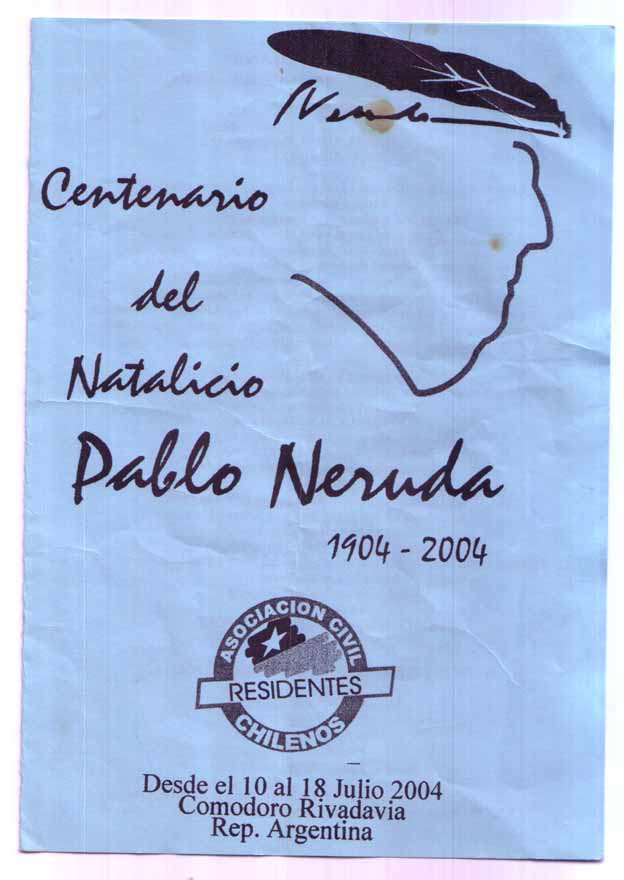 Neruda
Centenario
del
Natalicio
Pablo Neruda
1904 - 2004
ASOCIACION CIVIL
RESIDENTES
CHILENOS
Desde el 10 al 18 Julio 2004
Comodoro Rivadavia
Rep. Argentina